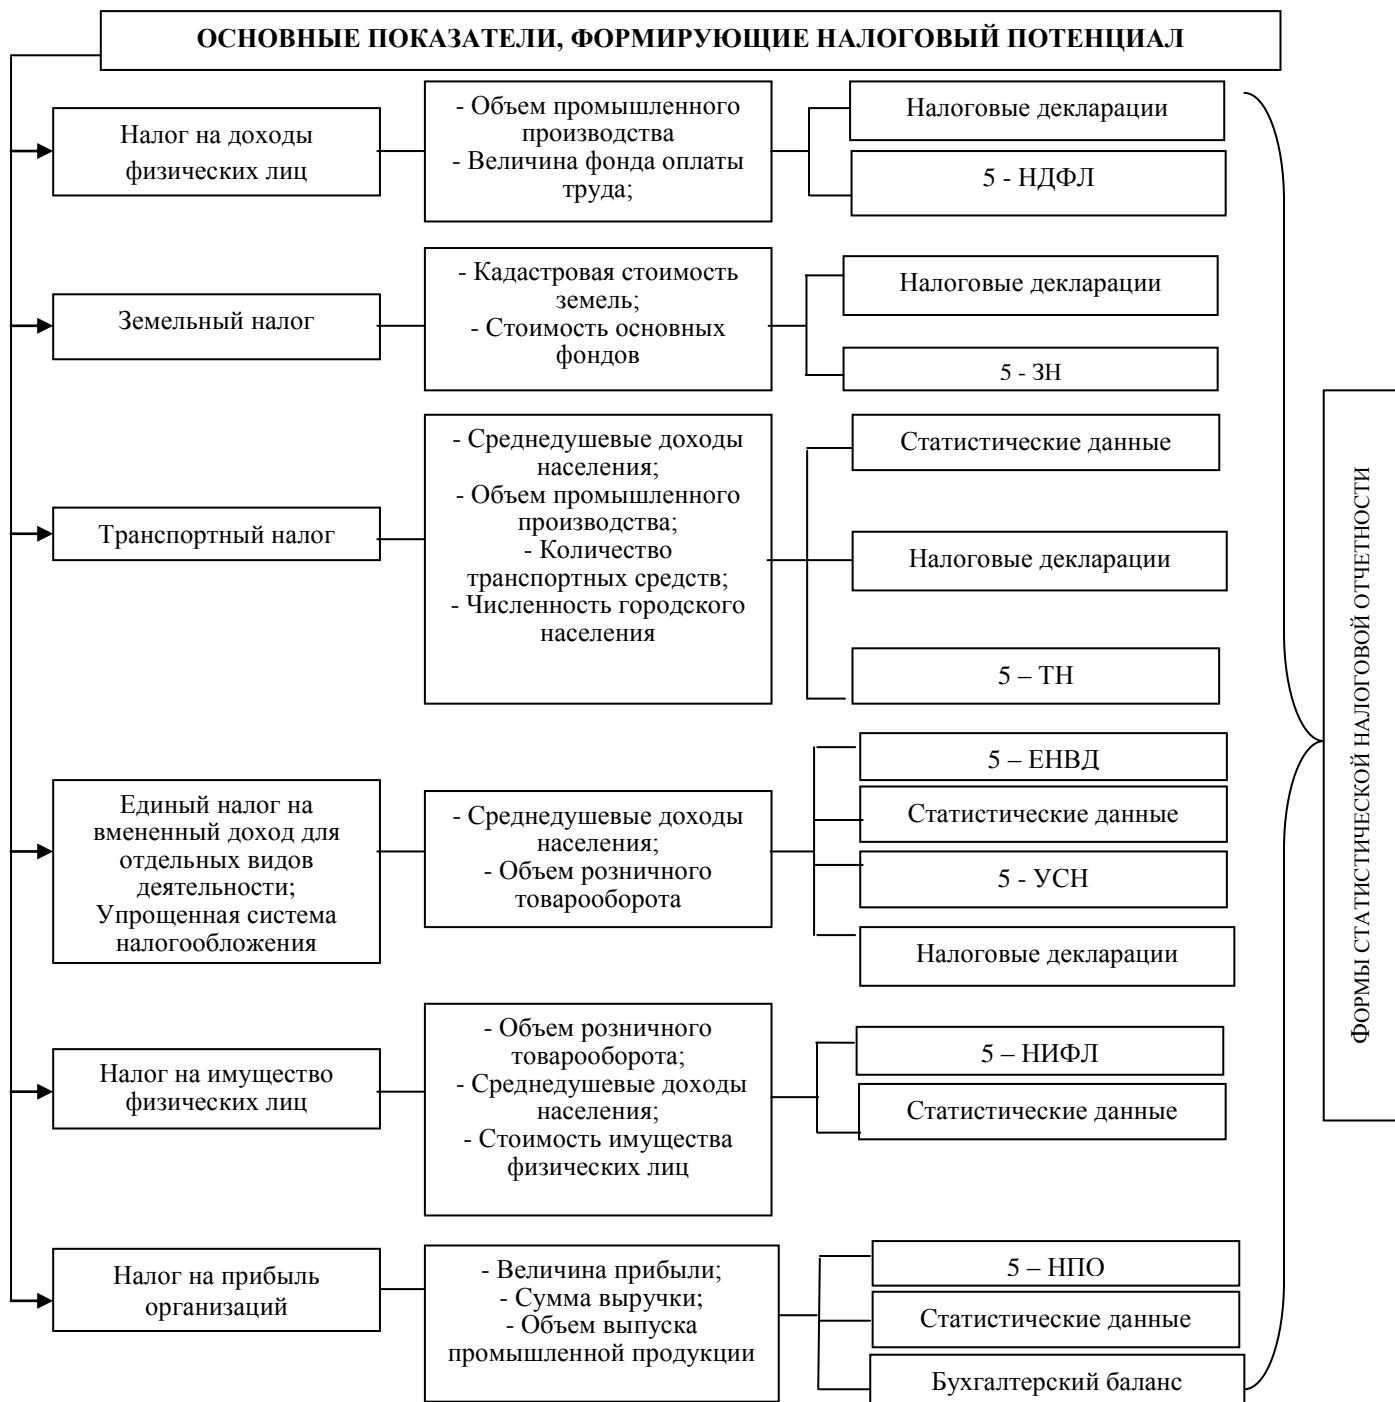 ОСНОВНЫЕ ПОКАЗАТЕЛИ, ФОРМИРУЮЩИЕ НАЛОГОВЫЙ ПОТЕНЦИАЛ
Налог на доходы
физических лиц
- Объем промышленного
производства
- Величина фонда оплаты
труда;
Налоговые декларации
5 - НДФЛ
Земельный налог
- Кадастровая стоимость
земель;
- Стоимость основных
фондов
Налоговые декларации
5 - ЗН
Транспортный налог
- Среднедушевые доходы
населения;
- Объем промышленного
производства;
- Количество
транспортных средств;
- Численность городского
населения
Статистические данные
Налоговые декларации
5 – ТН
Единый налог на
вмененный доход для
отдельных видов
деятельности;
Упрощенная система
налогообложения
- Среднедушевые доходы
населения;
- Объем розничного
товарооборота
5 – ЕНВД
Статистические данные
5 - УСН
Налоговые декларации
Налог на имущество
физических лиц
- Объем розничного
товарооборота;
- Среднедушевые доходы
населения;
- Стоимость имущества
физических лиц
5 – НИФЛ
Статистические данные
Налог на прибыль
организаций
- Величина прибыли;
- Сумма выручки;
- Объем выпуска
промышленной продукции
5 – НПО
Статистические данные
Бухгалтерский баланс
ФОРМЫ СТАТИСТИЧЕСКОЙ НАЛОГОВОЙ ОТЧЕТНОСТИ